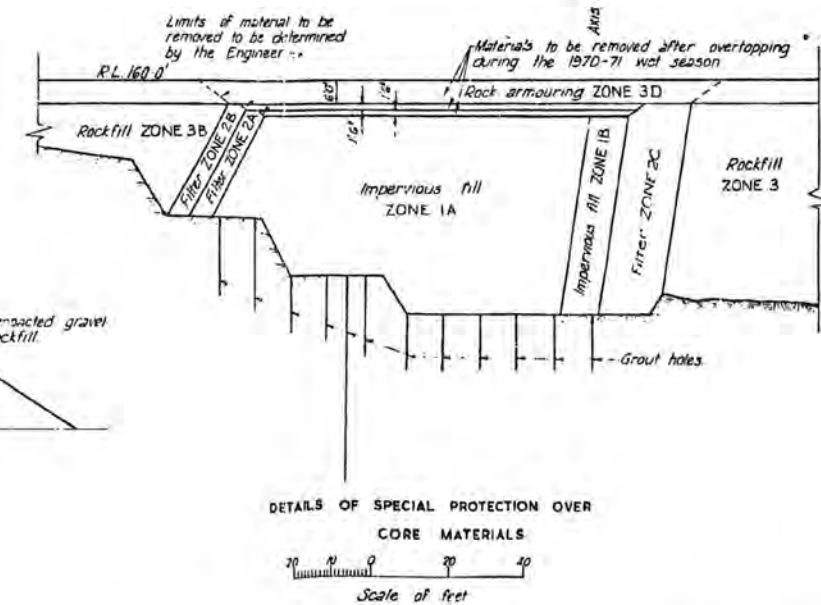 Limits of material to be
removed to be determined
by the Engineer
AXIS
Materials to be removed after overtopping
during the 1970-71 wet season
R.L. 160·0'
6'0"
1'6"
Rock armouring ZONE 3D
Rockfill ZONE 3B
Filter ZONE 2B
Filter ZONE 2A
1'6"
Impervious fill
ZONE 1A
Impervious fill ZONE 1B
Filter ZONE 2C
Rockfill
ZONE 3
gravel
Grout holes
DETAILS OF SPECIAL PROTECTION OVER
CORE MATERIALS
20 10 0 20 40
Scale of feet